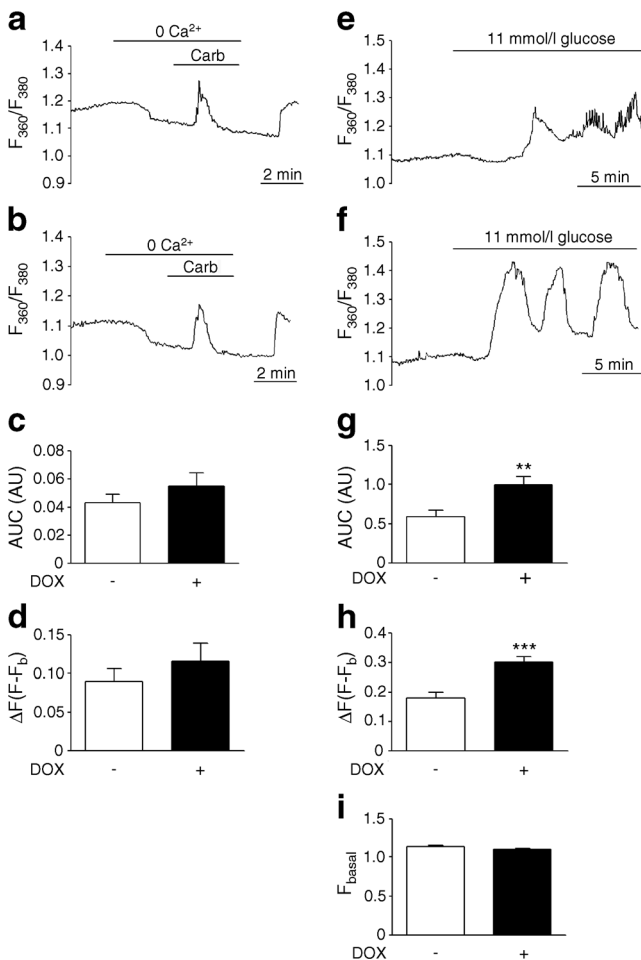 a
0 Ca²⁺
Carb
F₃₆₀/F₃₈₀
1.4
1.3
1.2
1.1
1.0
0.9
2 min
b
0 Ca²⁺
Carb
F₃₆₀/F₃₈₀
1.4
1.3
1.2
1.1
1.0
0.9
2 min
c
AUC (AU)
0.08
0.06
0.04
0.02
0
DOX - +
d
ΔF(F-F_b)
0.15
0.10
0.05
0
DOX - +
e
11 mmol/l glucose
F₃₆₀/F₃₈₀
1.5
1.4
1.3
1.2
1.1
1.0
5 min
f
11 mmol/l glucose
F₃₆₀/F₃₈₀
1.5
1.4
1.3
1.2
1.1
1.0
5 min
g
AUC (AU)
1.5
1.0
0.5
0
**
DOX - +
h
ΔF(F-F_b)
0.4
0.3
0.2
0.1
0
***
DOX - +
i
F_basal
1.5
1.0
0.5
0
DOX - +